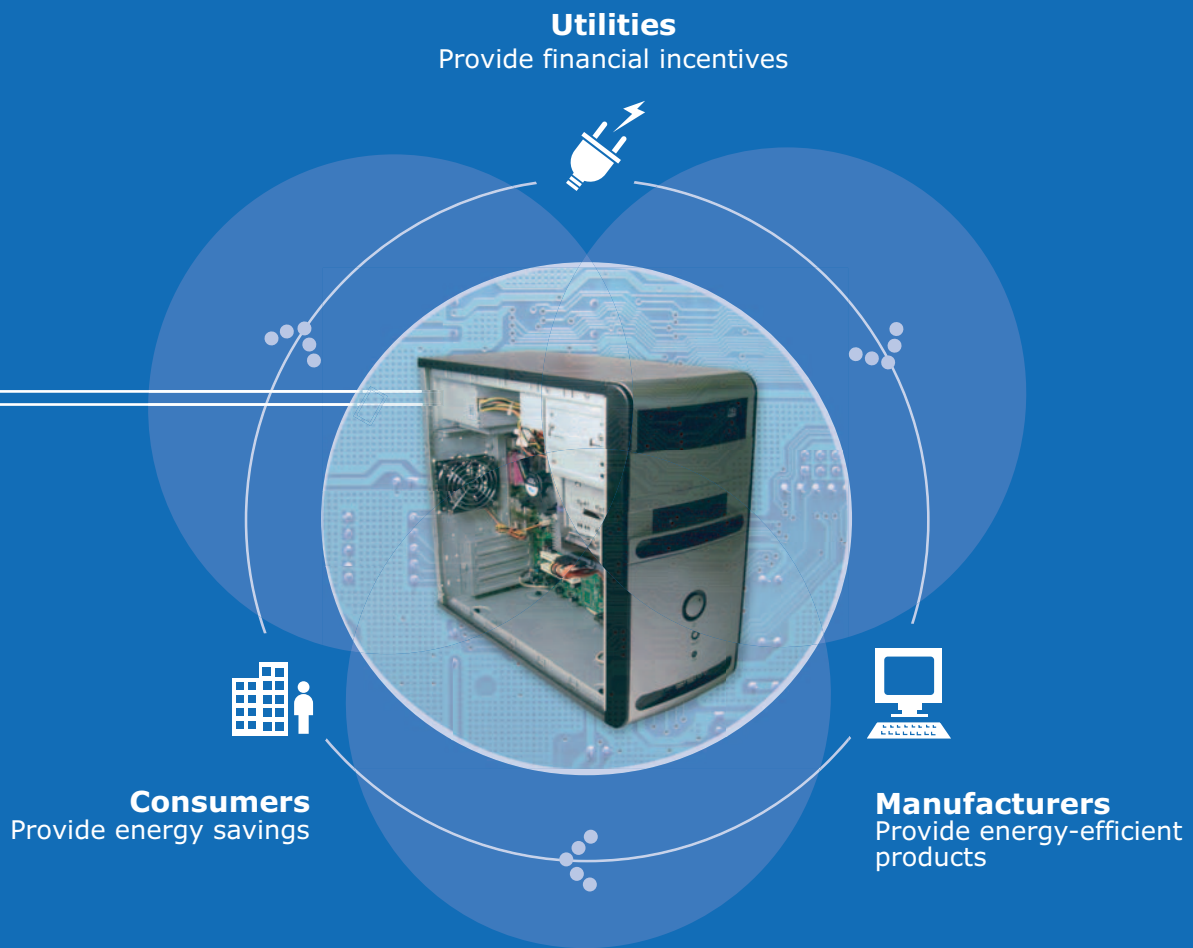 Utilities
Provide financial incentives
Consumers
Provide energy savings
Manufacturers
Provide energy-efficient
products